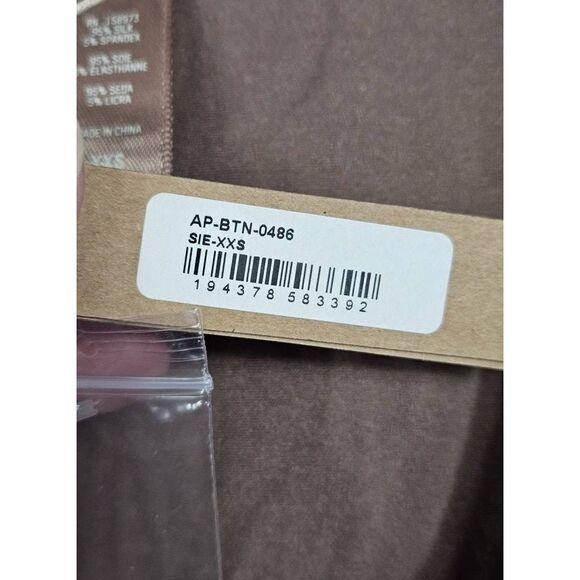 RN 158973
95% SILK
5% SPANDEX
95% SOIE
5% ELASTHANNE
95% SEDA
5% LICRA
MADE IN CHINA
XXS
AP-BTN-0486
SIE-XXS
194378 583392